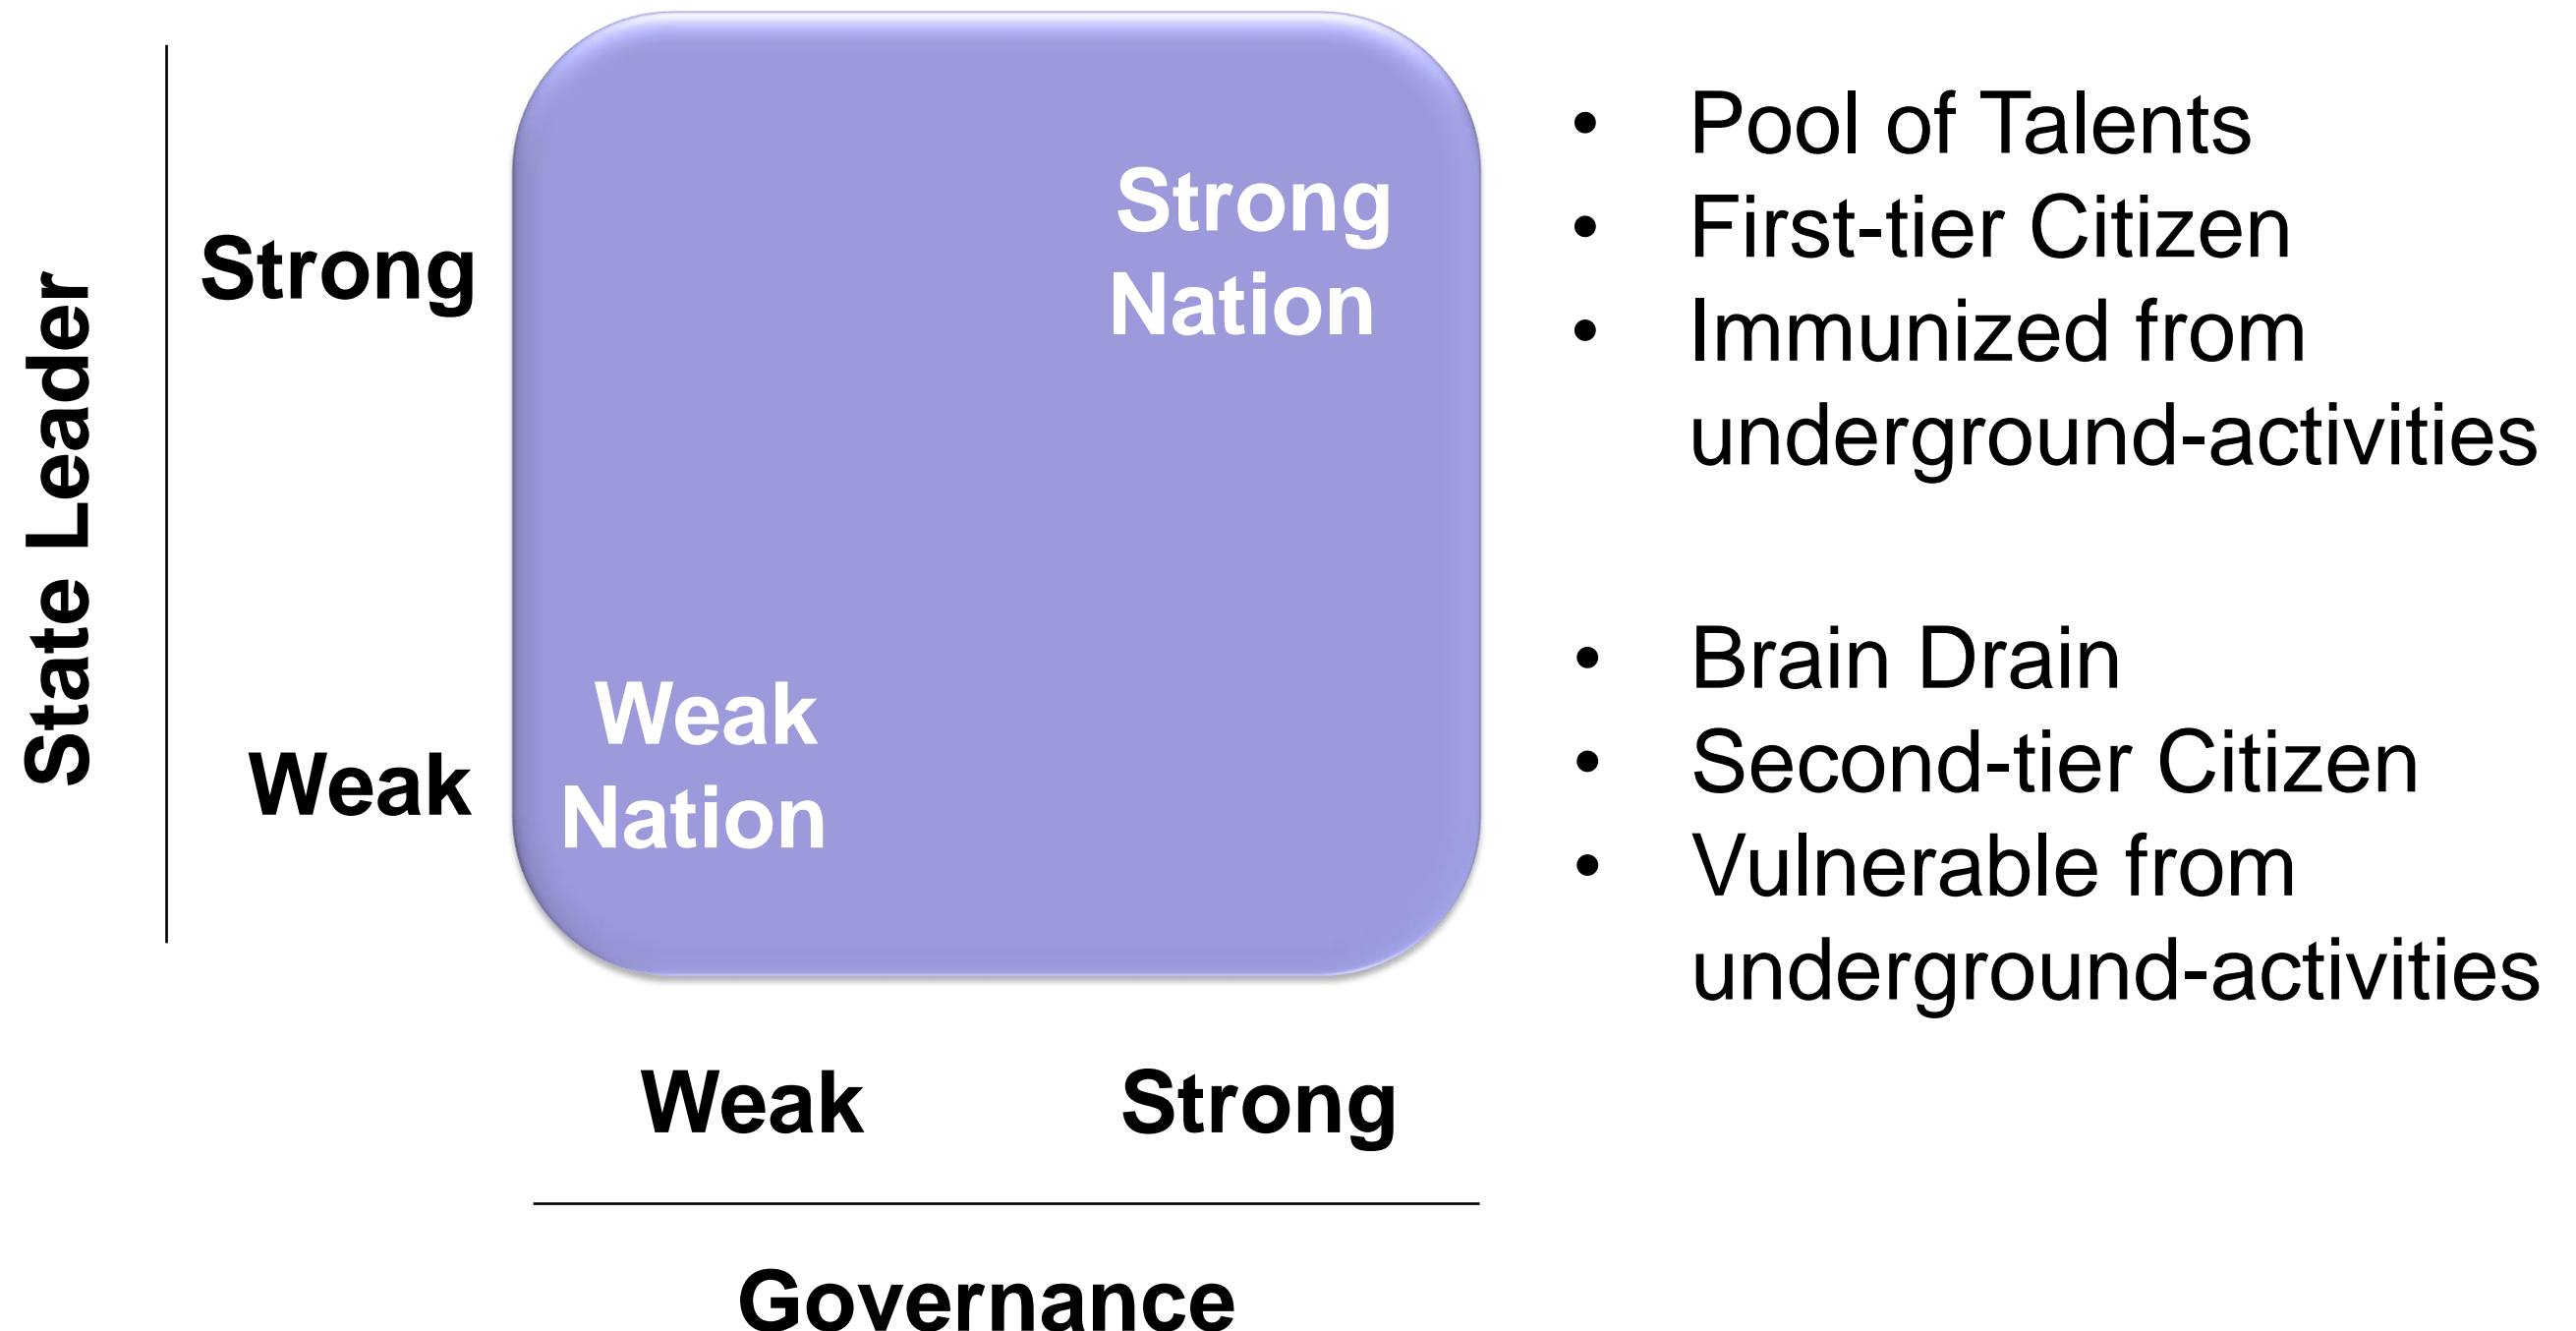 State Leader
Strong
Weak
Strong
Nation
Weak
Nation
Weak Strong
Governance
• Pool of Talents
• First-tier Citizen
• Immunized from
underground-activities
• Brain Drain
• Second-tier Citizen
• Vulnerable from
underground-activities